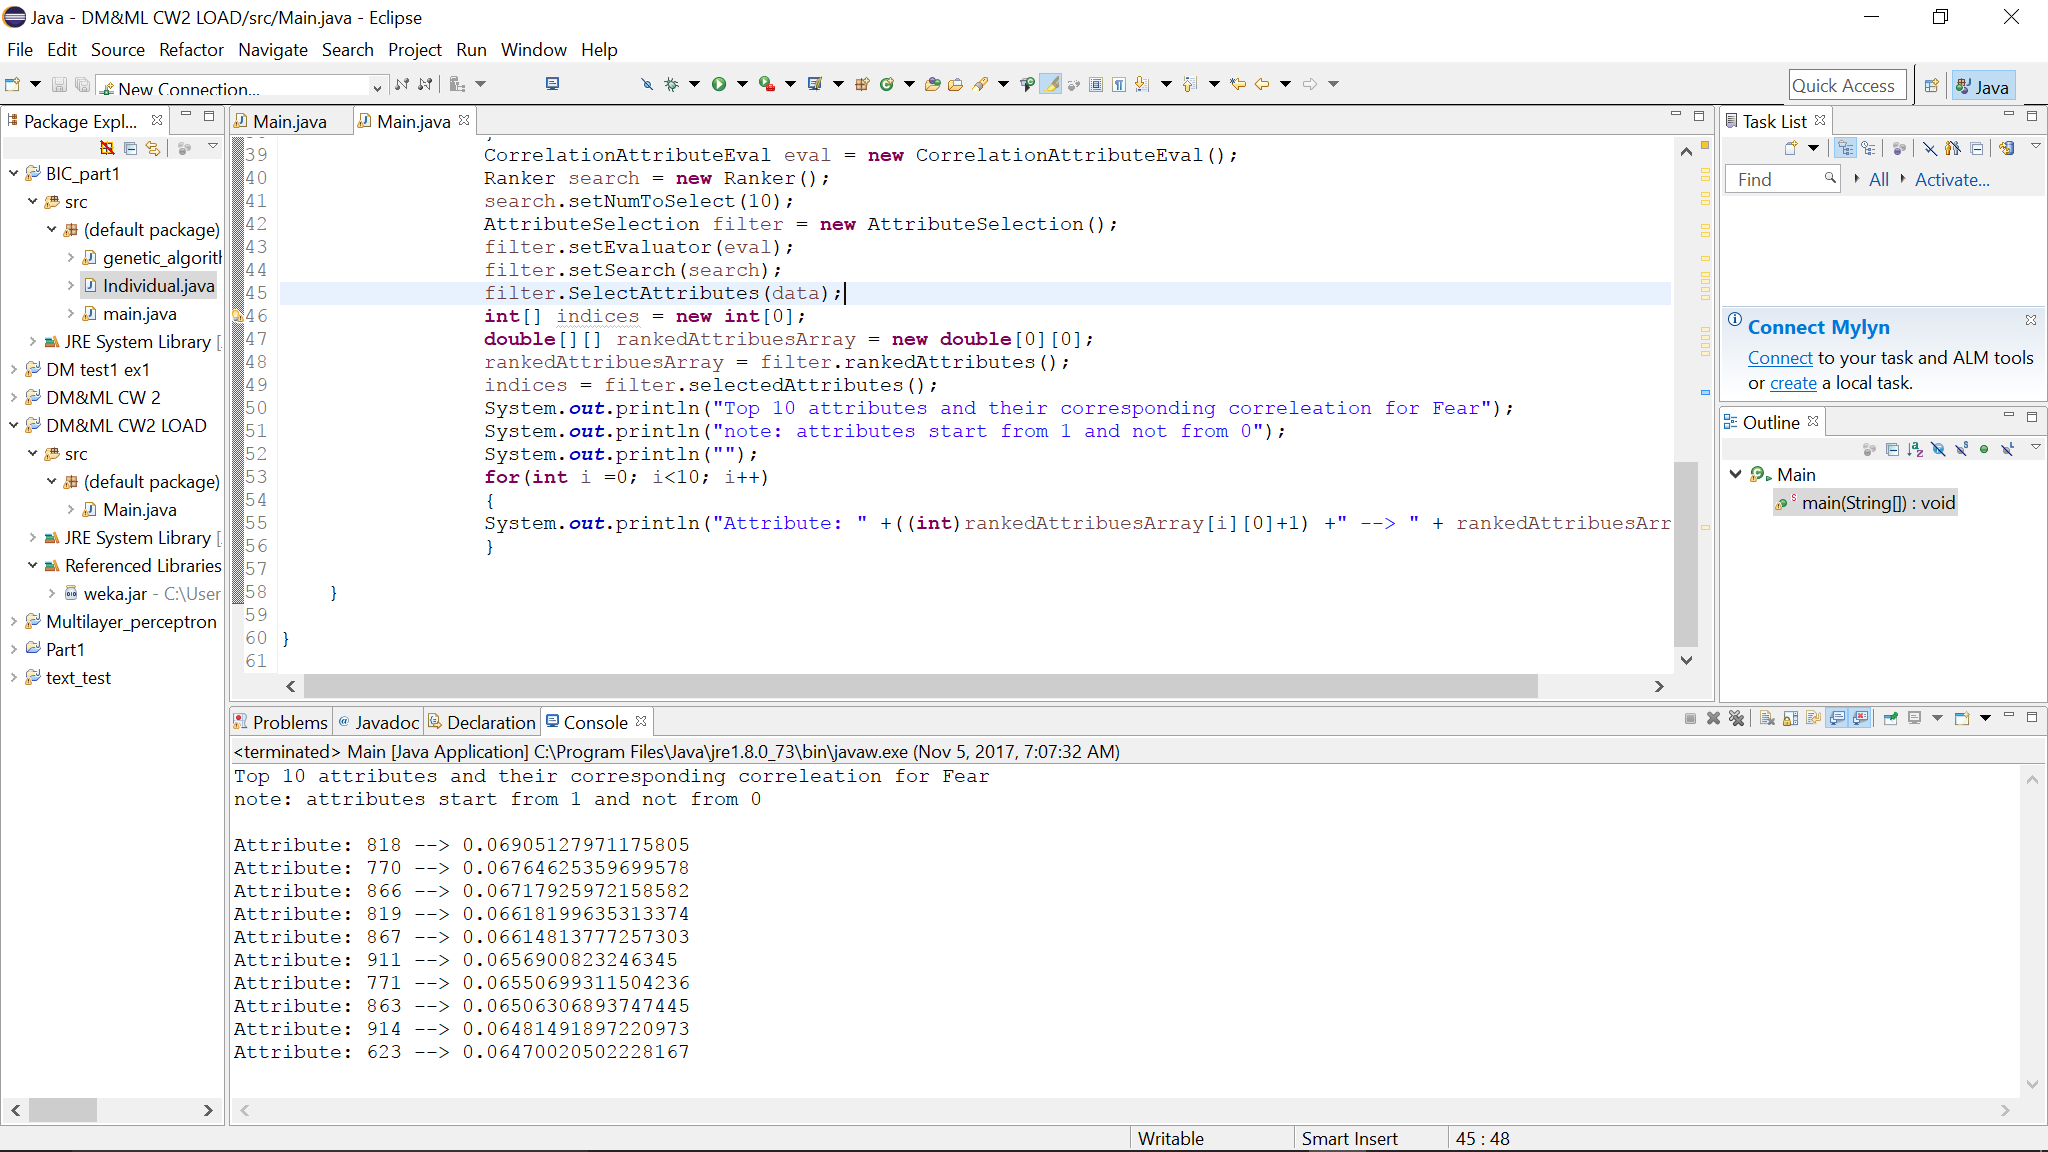 Java - DM&ML CW2 LOAD/src/Main.java - Eclipse
File Edit Source Refactor Navigate Search Project Run Window Help
New Connection...
Quick Access
Java
Package Expl...
BIC_part1
src
(default package)
genetic_algorit
Individual.java
main.java
JRE System Library [
DM test1 ex1
DM&ML CW 2
DM&ML CW2 LOAD
src
(default package)
Main.java
JRE System Library [
Referenced Libraries
weka.jar - C:\User
Multilayer_perceptron
Part1
text_test
Main.java Main.java
39 CorrelationAttributeEval eval = new CorrelationAttributeEval();
40 Ranker search = new Ranker();
41 search.setNumToSelect(10);
42 AttributeSelection filter = new AttributeSelection();
43 filter.setEvaluator(eval);
44 filter.setSearch(search);
45 filter.SelectAttributes(data);
46 int[] indices = new int[0];
47 double[][] rankedAttribuesArray = new double[0][0];
48 rankedAttribuesArray = filter.rankedAttributes();
49 indices = filter.selectedAttributes();
50 System.out.println("Top 10 attributes and their corresponding correleation for Fear");
51 System.out.println("note: attributes start from 1 and not from 0");
52 System.out.println("");
53 for(int i =0; i<10; i++)
54 {
55 System.out.println("Attribute: " +((int)rankedAttribuesArray[i][0]+1) +" --> " + rankedAttribuesArr
56 }
57
58 }
59
60 }
61
Task List
Find All Activate...
Connect Mylyn
Connect to your task and ALM tools
or create a local task.
Outline
Main
main(String[]) : void
Problems Javadoc Declaration Console
<terminated> Main [Java Application] C:\Program Files\Java\jre1.8.0_73\bin\javaw.exe (Nov 5, 2017, 7:07:32 AM)
Top 10 attributes and their corresponding correleation for Fear
note: attributes start from 1 and not from 0
Attribute: 818 --> 0.06905127971175805
Attribute: 770 --> 0.06764625359699578
Attribute: 866 --> 0.06717925972158582
Attribute: 819 --> 0.06618199635313374
Attribute: 867 --> 0.06614813777257303
Attribute: 911 --> 0.0656900823246345
Attribute: 771 --> 0.06550699311504236
Attribute: 863 --> 0.06506306893747445
Attribute: 914 --> 0.06481491897220973
Attribute: 623 --> 0.06470020502228167
Writable Smart Insert 45 : 48